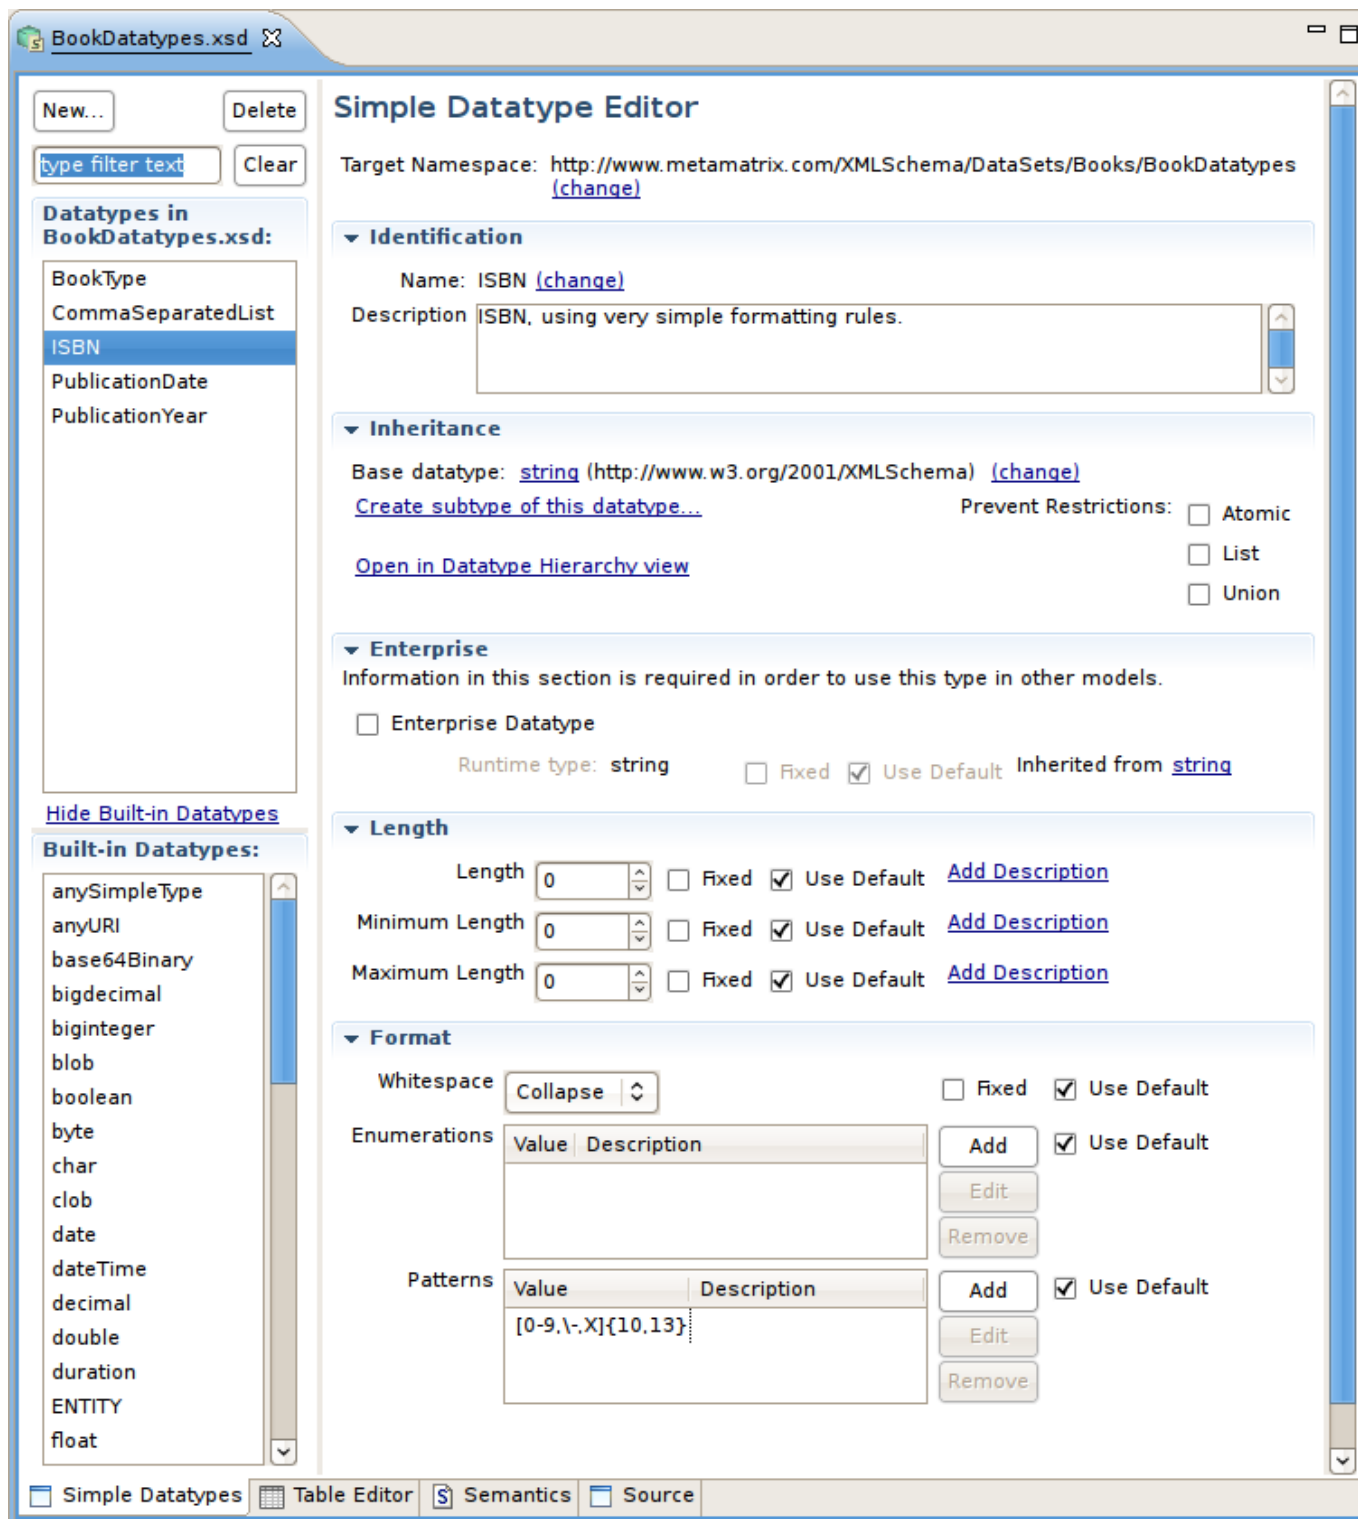 BookDatatypes.xsd
New... Delete
type filter text Clear
Datatypes in
BookDatatypes.xsd:
BookType
CommaSeparatedList
ISBN
PublicationDate
PublicationYear
Hide Built-in Datatypes
Built-in Datatypes:
anySimpleType
anyURI
base64Binary
bigdecimal
biginteger
blob
boolean
byte
char
clob
date
dateTime
decimal
double
duration
ENTITY
float
Simple Datatype Editor
Target Namespace: http://www.metamatrix.com/XMLSchema/DataSets/Books/BookDatatypes
(change)
Identification
Name: ISBN (change)
Description ISBN, using very simple formatting rules.
Inheritance
Base datatype: string (http://www.w3.org/2001/XMLSchema) (change)
Create subtype of this datatype... Prevent Restrictions: Atomic
List
Open in Datatype Hierarchy view
Union
Enterprise
Information in this section is required in order to use this type in other models.
Enterprise Datatype
Runtime type: string Fixed Use Default Inherited from string
Length
Length 0 Fixed Use Default Add Description
Minimum Length 0 Fixed Use Default Add Description
Maximum Length 0 Fixed Use Default Add Description
Format
Whitespace Collapse Fixed Use Default
Enumerations Value Description Add Use Default
Edit
Remove
Patterns Value Description Add Use Default
[0-9,\-,X]{10,13}
Edit
Remove
Simple Datatypes Table Editor Semantics Source